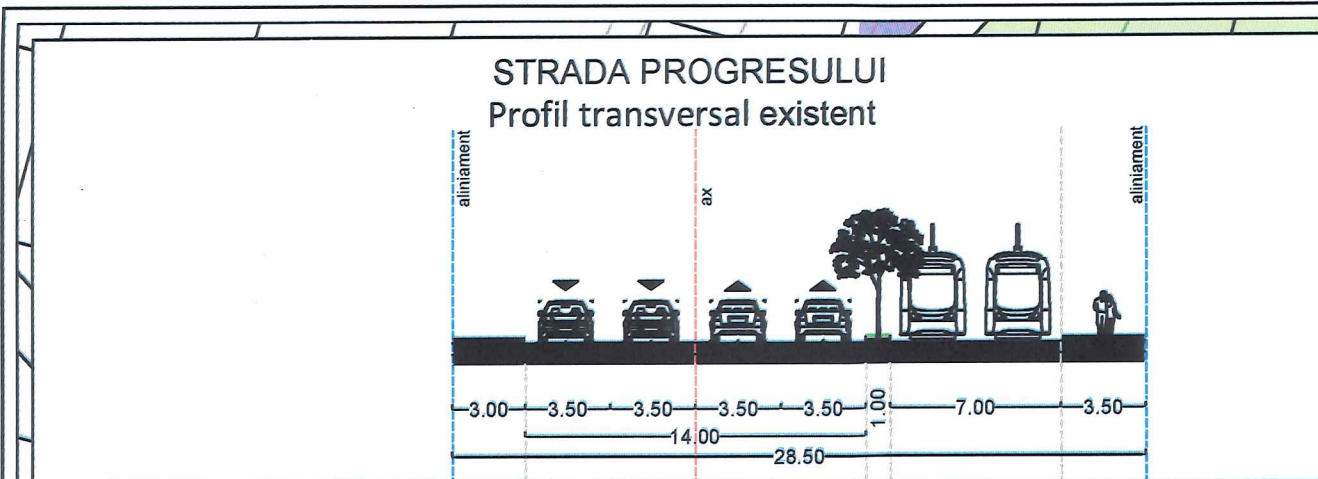 STRADA PROGRESULUI
Profil transversal existent
aliniament
ax
aliniament
3.00 3.50 3.50 3.50 3.50 1.00 7.00 3.50
14.00
28.50